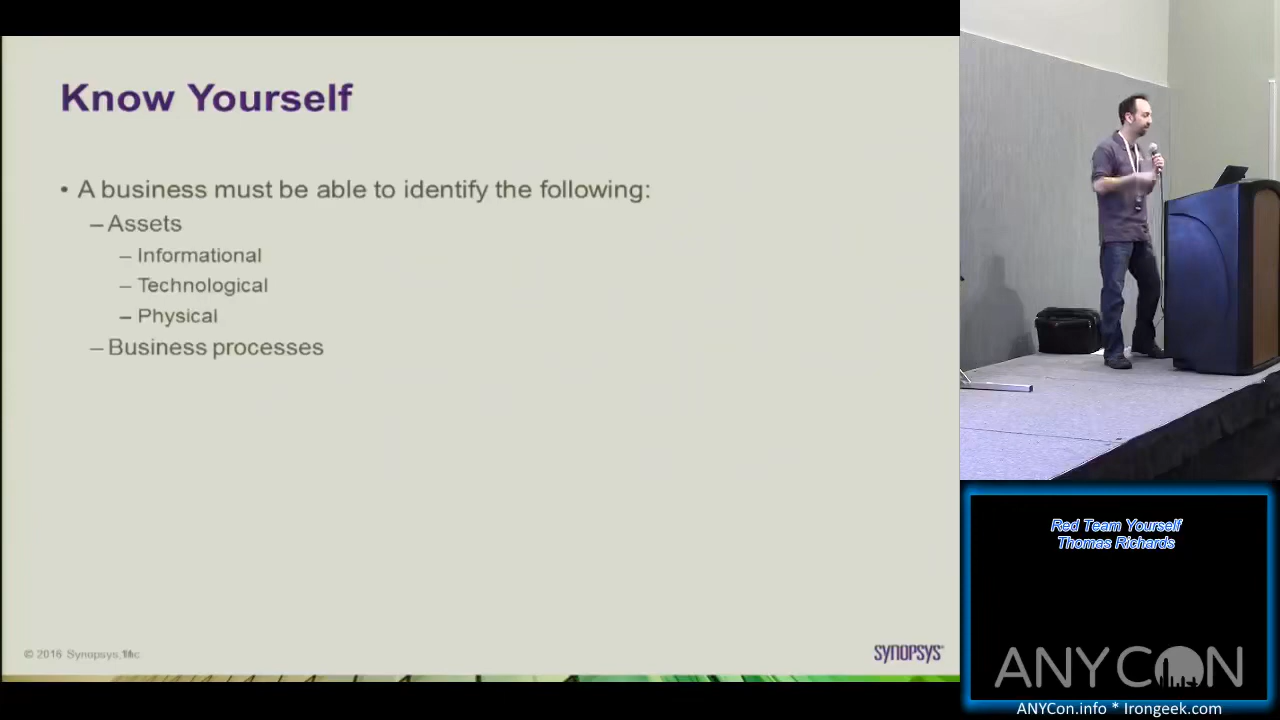 Know Yourself
• A business must be able to identify the following:
– Assets
– Informational
– Technological
– Physical
– Business processes
© 2016 Synopsys, Inc
SYNOPSYS
Red Team Yourself
Thomas Richards
ANYCON
ANYCon.info * Irongeek.com